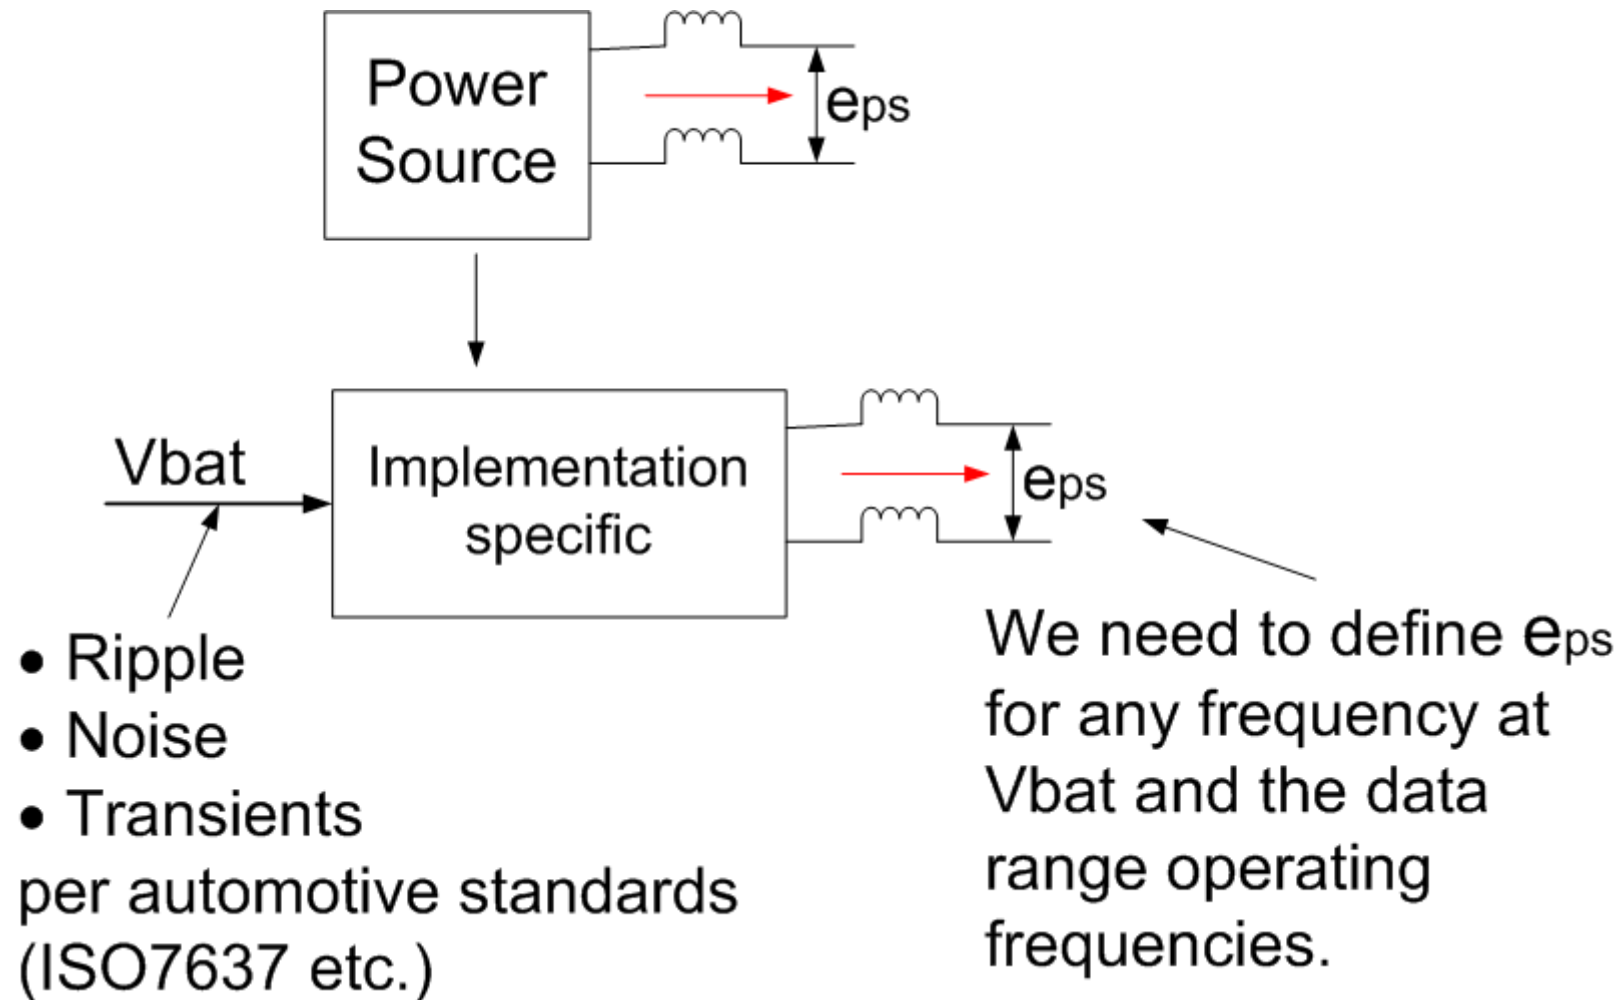 Power
Source
eps
Vbat
Implementation
specific
eps
• Ripple
• Noise
• Transients
per automotive standards
(ISO7637 etc.)
We need to define eps
for any frequency at
Vbat and the data
range operating
frequencies.